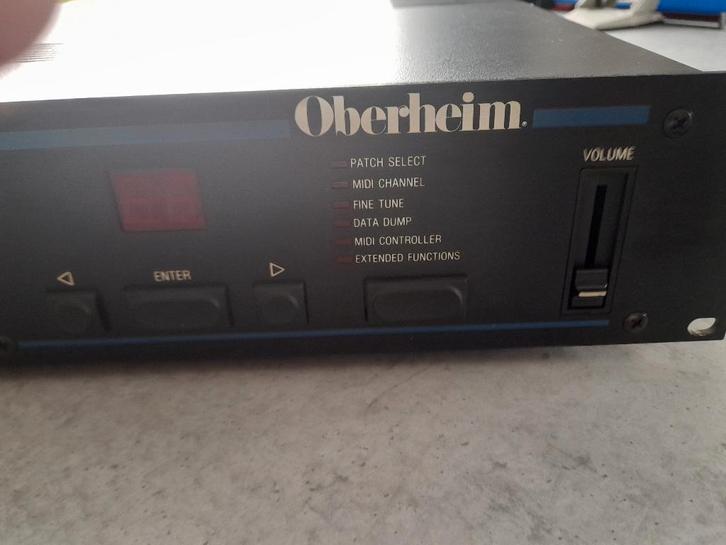 Oberheim.
PATCH SELECT
VOLUME
MIDI CHANNEL
FINE TUNE
DATA DUMP
MIDI CONTROLLER
EXTENDED FUNCTIONS
ENTER